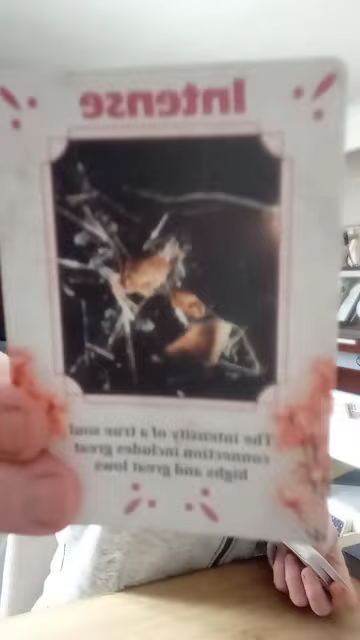 Intense
The intensity of a true soul
connection includes great
highs and great lows